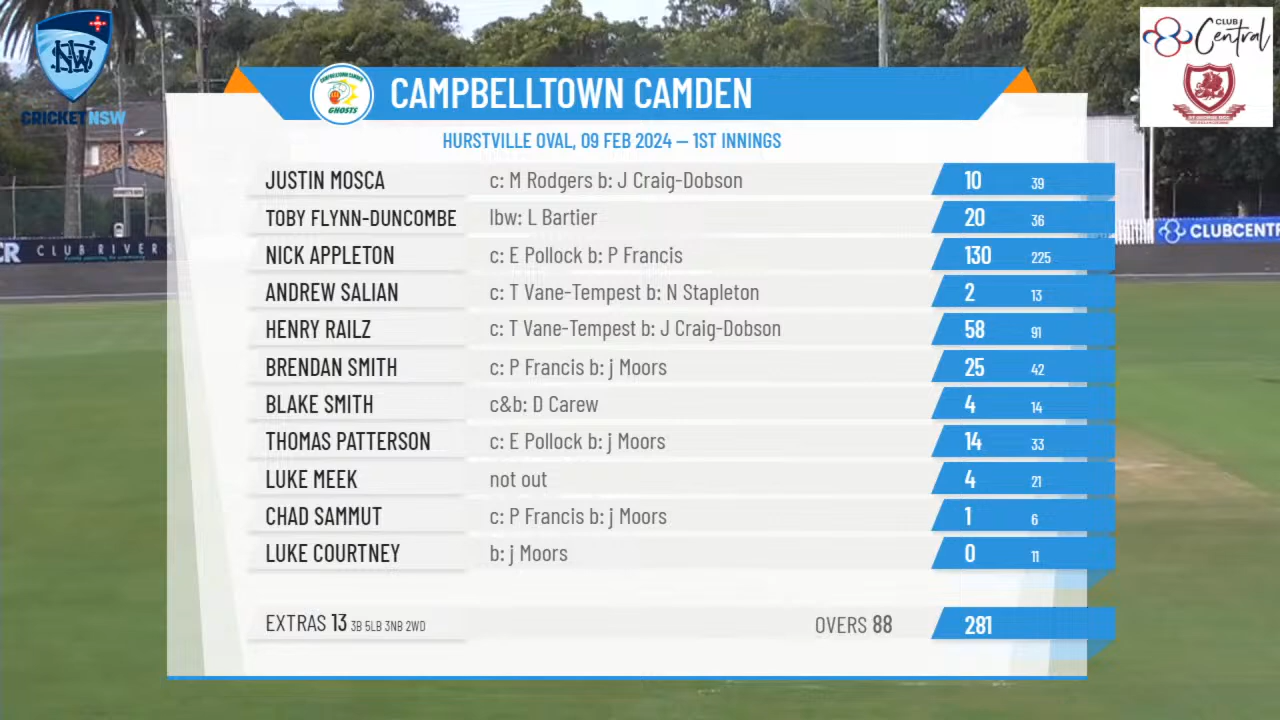 CRICKET NSW
CLUB
Central
CAMPBELLTOWN CAMDEN
GHOSTS
HURSTVILLE OVAL, 09 FEB 2024 – 1ST INNINGS
JUSTIN MOSCA c: M Rodgers b: J Craig-Dobson 10 39
TOBY FLYNN-DUNCOMBE lbw: L Bartier 20 36
NICK APPLETON c: E Pollock b: P Francis 130 225
ANDREW SALIAN c: T Vane-Tempest b: N Stapleton 2 13
HENRY RAILZ c: T Vane-Tempest b: J Craig-Dobson 58 91
BRENDAN SMITH c: P Francis b: j Moors 25 42
BLAKE SMITH c&b: D Carew 4 14
THOMAS PATTERSON c: E Pollock b: j Moors 14 33
LUKE MEEK not out 4 21
CHAD SAMMUT c: P Francis b: j Moors 1 6
LUKE COURTNEY b: j Moors 0 11
EXTRAS 13 3B 5LB 3NB 2WD OVERS 88 281
CR CLUB RIVERS
CLUBCENTR